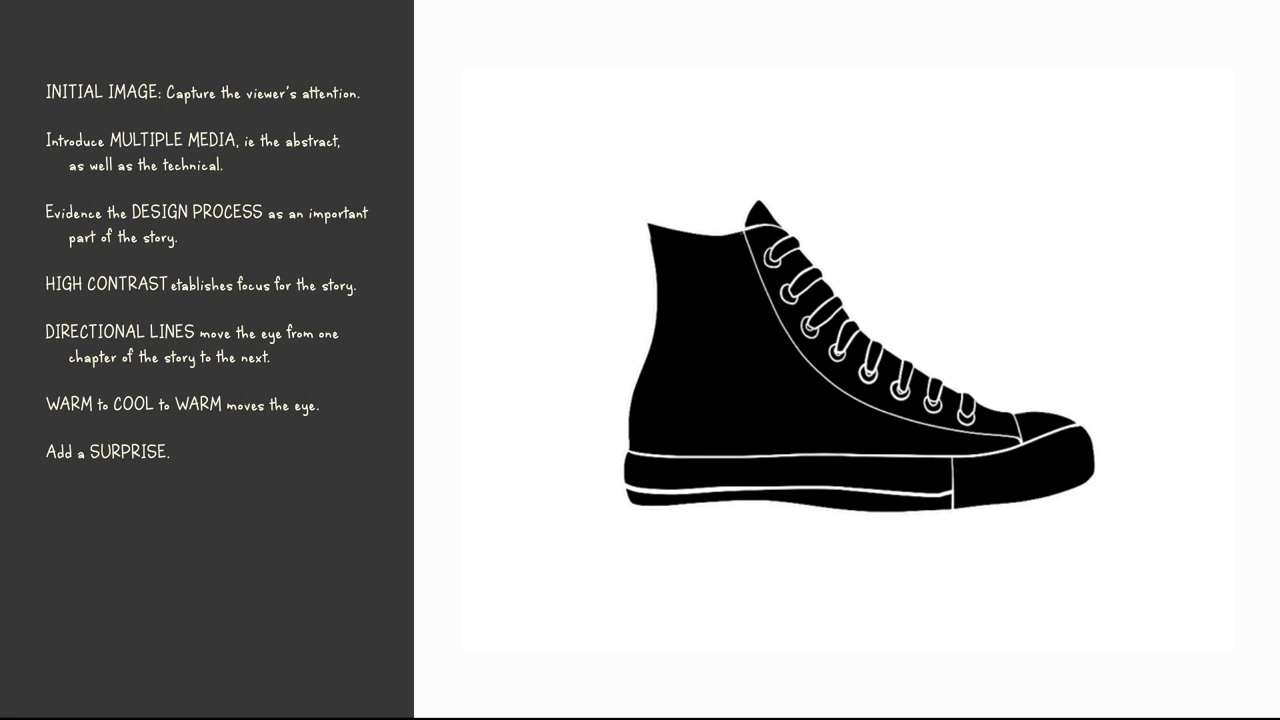 INITIAL IMAGE: Capture the viewer's attention.
Introduce MULTIPLE MEDIA, ie the abstract,
as well as the technical.
Evidence the DESIGN PROCESS as an important
part of the story.
HIGH CONTRAST etablishes focus for the story.
DIRECTIONAL LINES move the eye from one
chapter of the story to the next.
WARM to COOL to WARM moves the eye.
Add a SURPRISE.